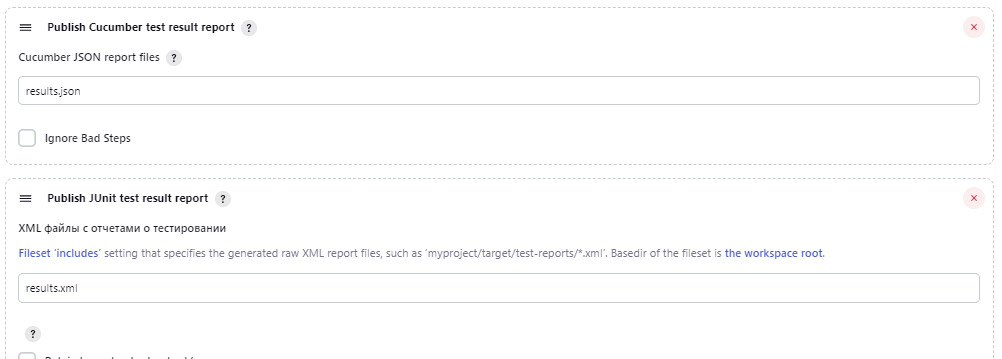 Publish Cucumber test result report ?
Cucumber JSON report files ?
results.json
Ignore Bad Steps
Publish JUnit test result report ?
XML файлы с отчетами о тестировании
Fileset 'includes' setting that specifies the generated raw XML report files, such as 'myproject/target/test-reports/*.xml'. Basedir of the fileset is the workspace root.
results.xml
?